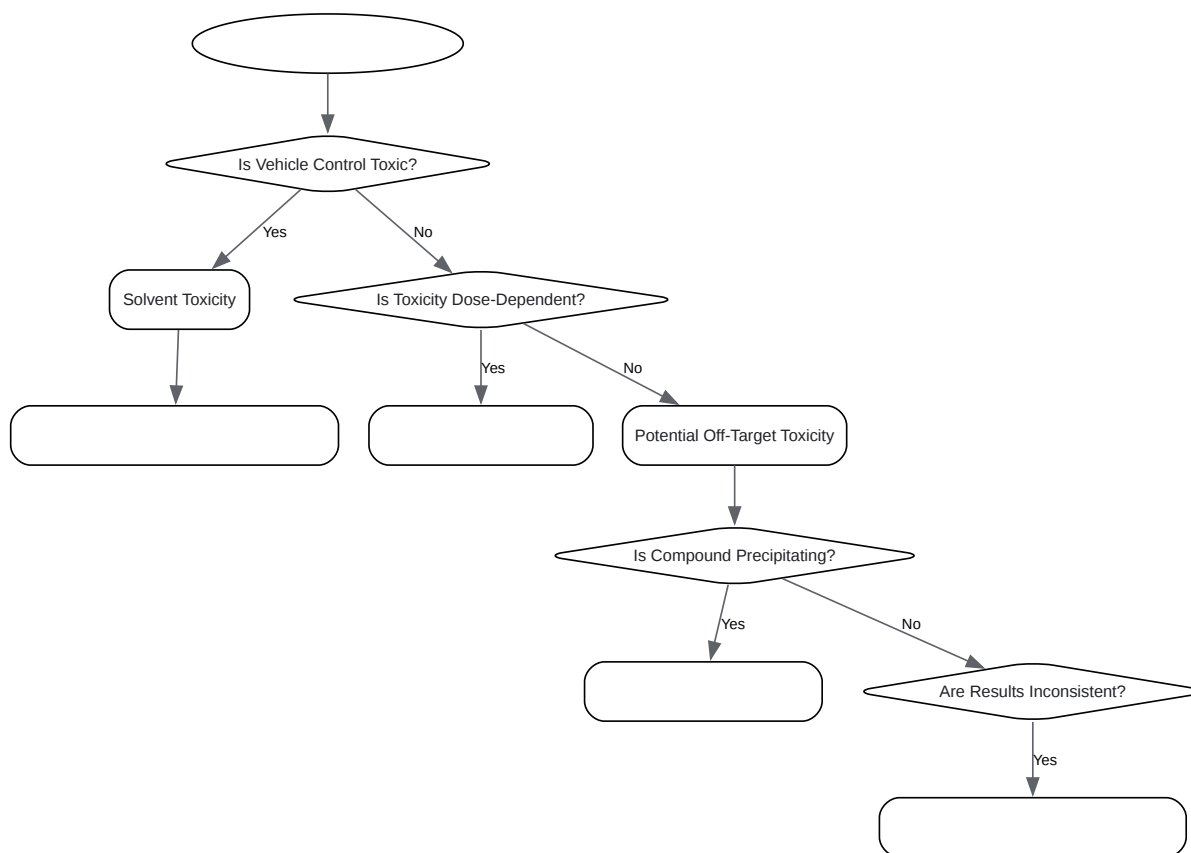 Is Vehicle Control Toxic?
Yes
No
Solvent Toxicity
Is Toxicity Dose-Dependent?
Yes
No
Potential Off-Target Toxicity
Is Compound Precipitating?
Yes
No
Are Results Inconsistent?
Yes